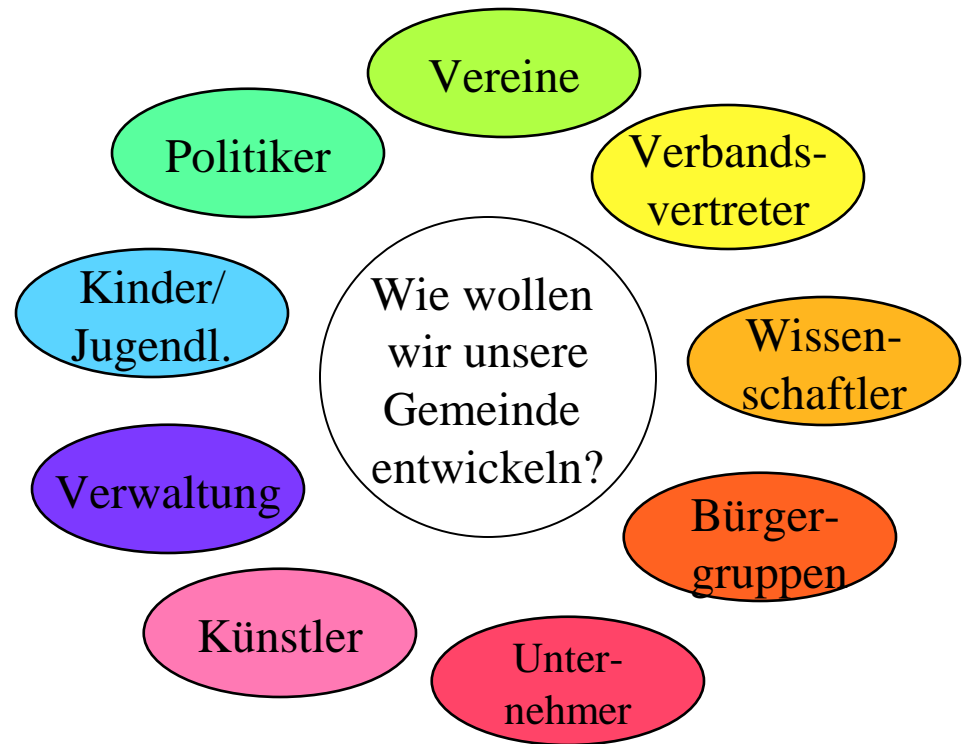 Vereine
Politiker
Verbands-
vertreter
Kinder/
Jugendl.
Wie wollen
wir unsere
Gemeinde
entwickeln?
Wissen-
schaftler
Verwaltung
Bürger-
gruppen
Künstler
Unter-
nehmer